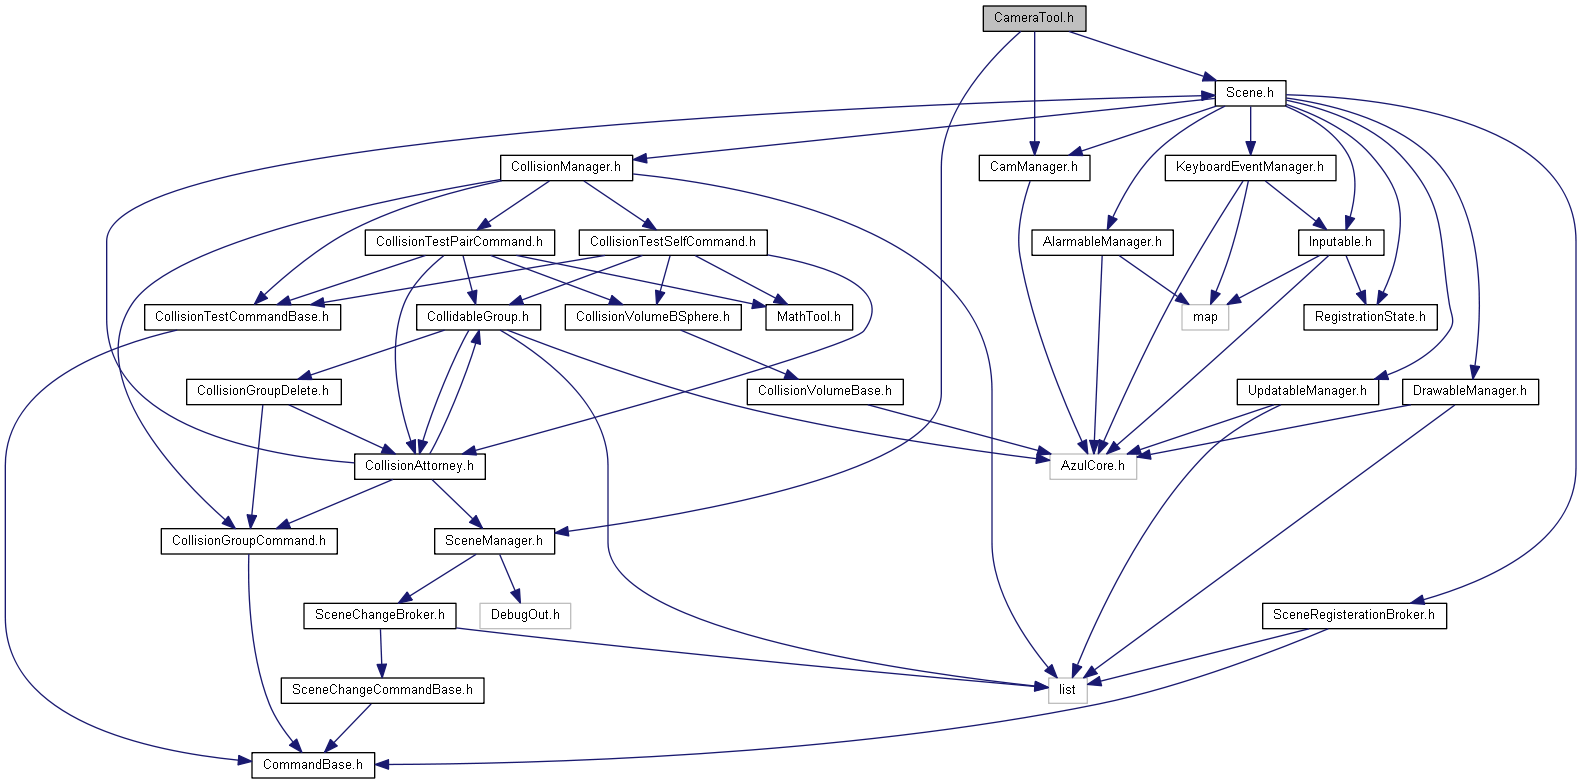 CameraTool.h
Scene.h
CollisionManager.h
CamManager.h
KeyboardEventManager.h
CollisionTestPairCommand.h
CollisionTestSelfCommand.h
AlarmableManager.h
Inputable.h
CollisionTestCommandBase.h
CollidableGroup.h
CollisionVolumeBSphere.h
MathTool.h
map
RegistrationState.h
CollisionGroupDelete.h
CollisionVolumeBase.h
UpdatableManager.h
DrawableManager.h
CollisionAttorney.h
AzulCore.h
CollisionGroupCommand.h
SceneManager.h
SceneChangeBroker.h
DebugOut.h
SceneRegisterationBroker.h
SceneChangeCommandBase.h
list
CommandBase.h